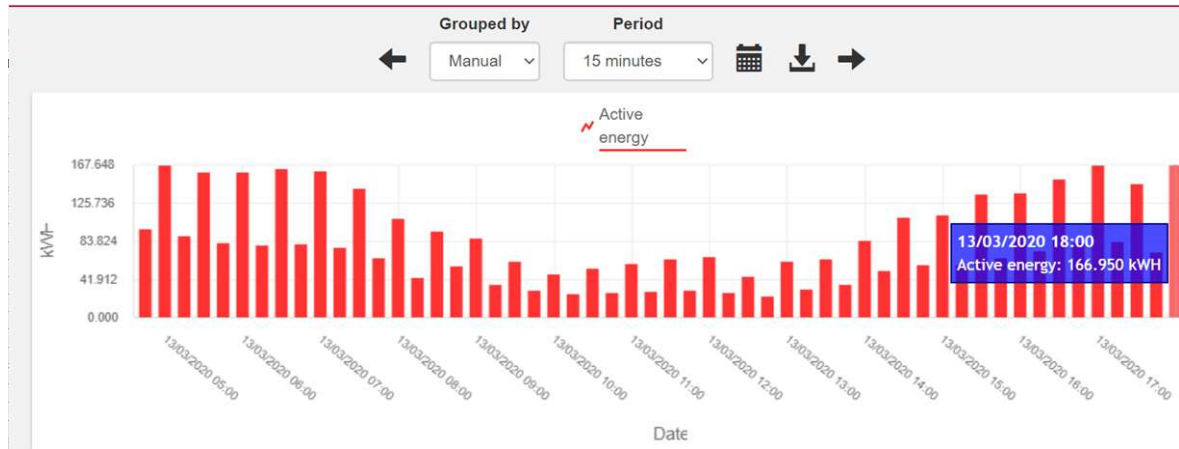 Grouped by Period
Manual 15 minutes
Active
energy
167.648
125.736
83.824
41.912
0.000
kWH
13/03/2020 18:00
Active energy: 166.950 kWH
13/03/2020 05:00
13/03/2020 06:00
13/03/2020 07:00
13/03/2020 08:00
13/03/2020 09:00
13/03/2020 10:00
13/03/2020 11:00
13/03/2020 12:00
13/03/2020 13:00
13/03/2020 14:00
13/03/2020 15:00
13/03/2020 16:00
13/03/2020 17:00
Date